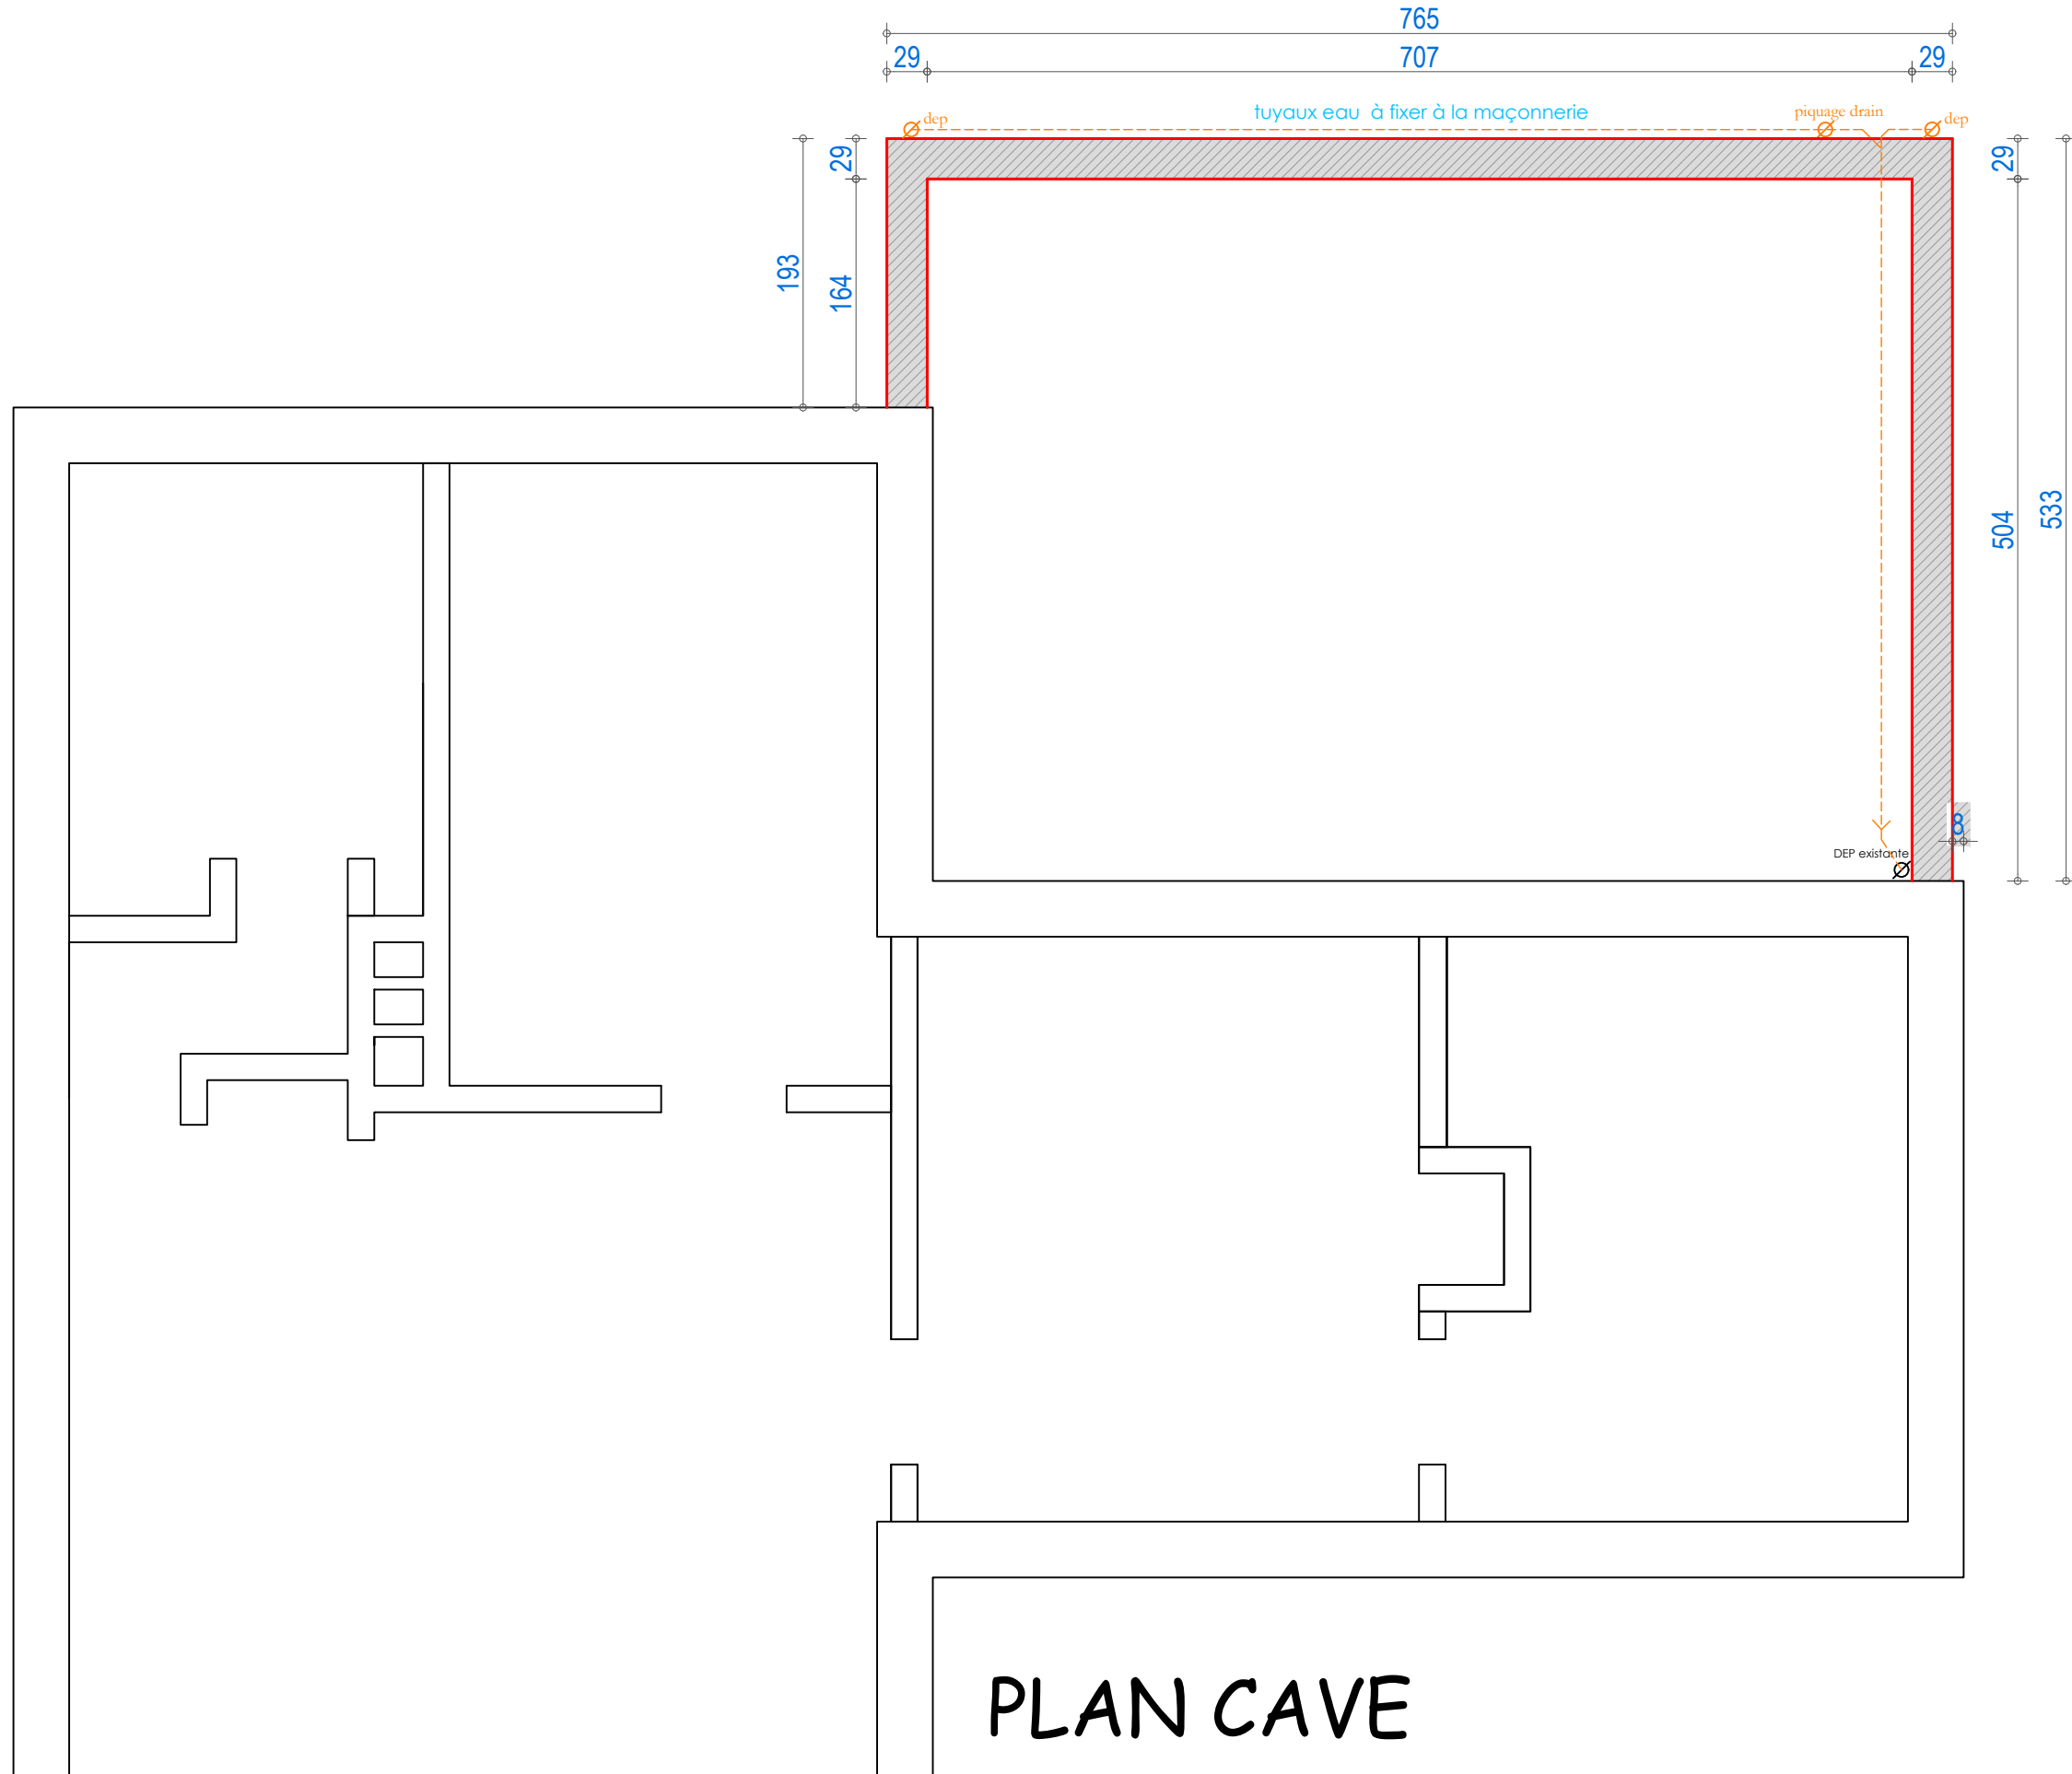 765
29
707
29
tuyaux eau à fixer à la maçonnerie
dep
piquage drain
dep
29
29
193
164
504
533
8
DEP existante
PLAN CAVE